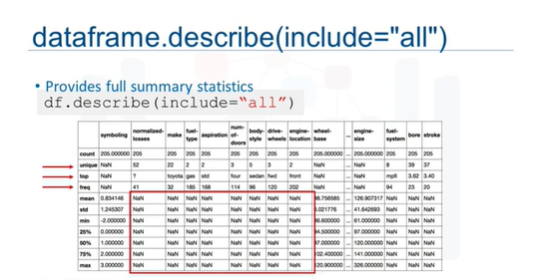 dataframe.describe(include="all")
• Provides full summary statistics
df.describe(include="all")
symboling normalized-losses make fuel-type aspiration num-of-doors body-style drive-wheels engine-location wheel-base ... engine-size fuel-system bore stroke
count 205.000000 205 205 205 205 205 205 205 205 205.000000 ... 205.000000 205 205 205
unique NaN 52 22 2 2 3 5 3 2 NaN ... NaN 8 39 37
top NaN ? toyota gas std four sedan fwd front NaN ... NaN mpfi 3.62 3.40
freq NaN 41 32 185 168 114 96 120 202 NaN ... NaN 94 23 20
mean 0.834146 NaN NaN NaN NaN NaN NaN NaN NaN 98.756585 ... 126.907317 NaN NaN NaN
std 1.245307 NaN NaN NaN NaN NaN NaN NaN NaN 6.021776 ... 41.642693 NaN NaN NaN
min -2.000000 NaN NaN NaN NaN NaN NaN NaN NaN 86.600000 ... 61.000000 NaN NaN NaN
25% 0.000000 NaN NaN NaN NaN NaN NaN NaN NaN 94.500000 ... 97.000000 NaN NaN NaN
50% 1.000000 NaN NaN NaN NaN NaN NaN NaN NaN 97.000000 ... 120.000000 NaN NaN NaN
75% 2.000000 NaN NaN NaN NaN NaN NaN NaN NaN 102.400000 ... 141.000000 NaN NaN NaN
max 3.000000 NaN NaN NaN NaN NaN NaN NaN NaN 120.900000 ... 326.000000 NaN NaN NaN